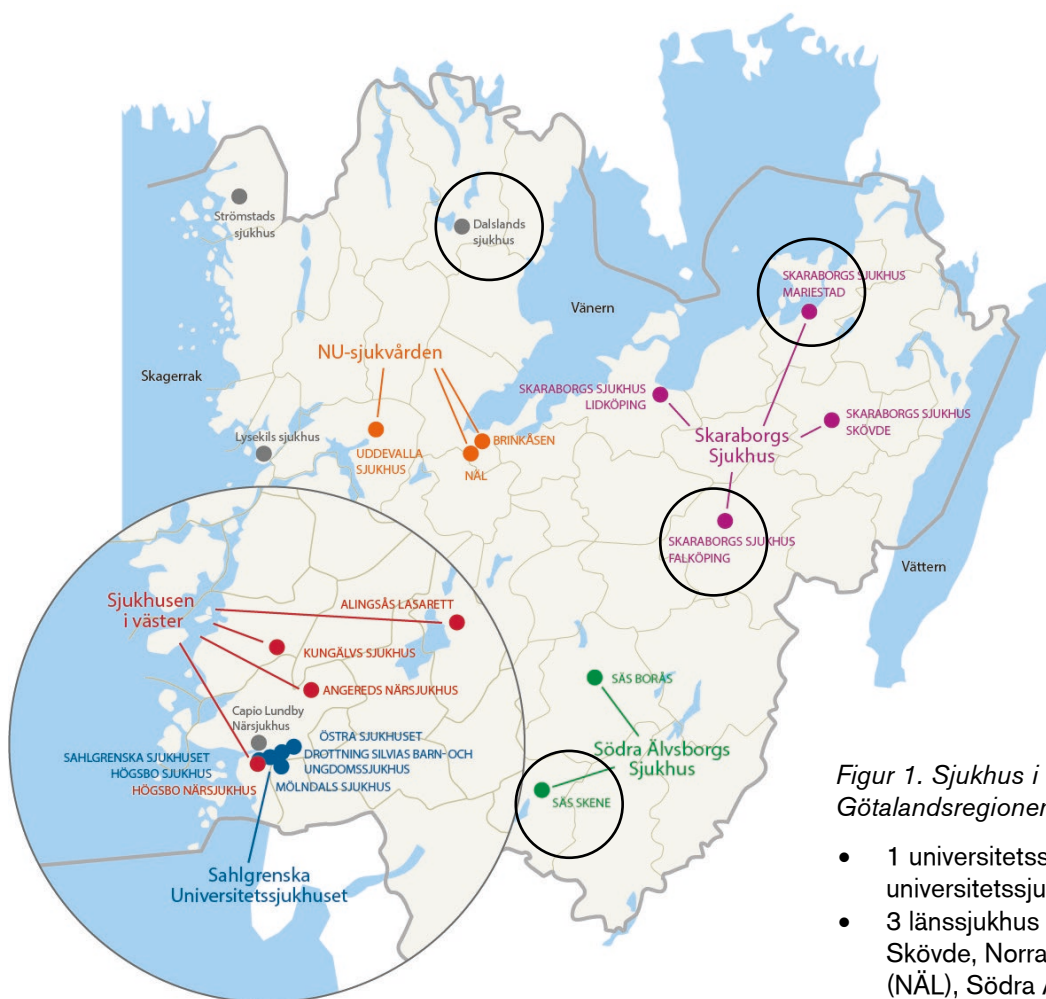 Strömstads
sjukhus
Dalslands
sjukhus
SKARABORGS SJUKHUS
MARIESTAD
Vänern
NU-sjukvården
Skagerrak
SKARABORGS SJUKHUS
LIDKÖPING
SKARABORGS SJUKHUS
SKÖVDE
Skaraborgs
Sjukhus
Lysekils sjukhus
UDDEVALLA
SJUKHUS
BRINKÅSEN
NÄL
SKARABORGS SJUKHUS
FALKÖPING
Vättern
Sjukhusen
i väster
ALINGSÅS LASARETT
KUNGÄLVS SJUKHUS
ANGEREDS NÄRSJUKHUS
SÄS BORÅS
Capio Lundby
Närsjukhus
ÖSTRA SJUKHUSET
SAHLGRENSKA SJUKHUSET
DROTTNING SILVIAS BARN- OCH
UNGDOMSSJUKHUS
HÖGSBO SJUKHUS
HÖGSBO NÄRSJUKHUS
MÖLNDALS SJUKHUS
Södra Älvsborgs
Sjukhus
SÄS SKENE
Sahlgrenska
Universitetssjukhuset
Figur 1. Sjukhus i
Götalandsregionen
• 1 universitetss
universitetssju
• 3 länssjukhus
Skövde, Norra
(NÄL), Södra Ä